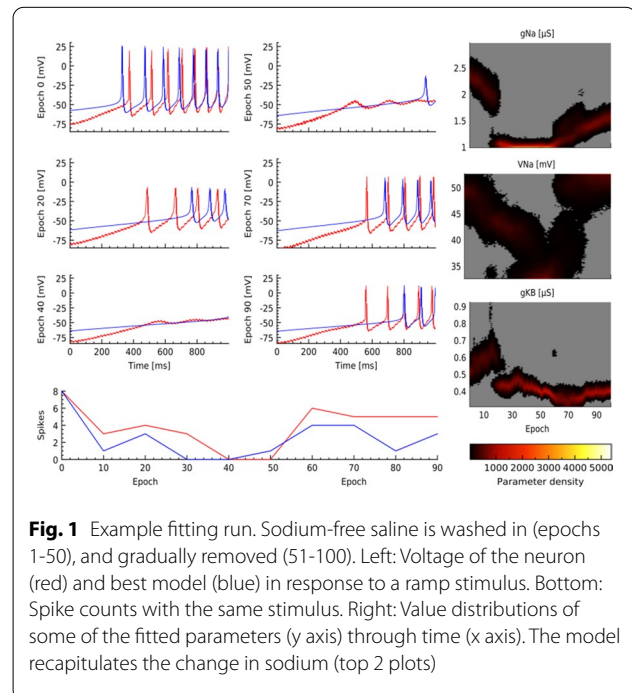 Epoch 0 [mV]
25
0
-25
-50
-75
Epoch 50 [mV]
25
0
-25
-50
-75
gNa [µS]
2.5
2
1.5
1
Epoch 20 [mV]
25
0
-25
-50
-75
Epoch 70 [mV]
25
0
-25
-50
-75
VNa [mV]
50
45
40
35
Epoch 40 [mV]
25
0
-25
-50
-75
0 200 400 600 800
Time [ms]
Epoch 90 [mV]
25
0
-25
-50
-75
0 200 400 600 800
Time [ms]
gKB [µS]
0.9
0.8
0.7
0.6
0.5
0.4
10 30 50 70 90
Epoch
Spikes
8
6
4
2
0
0 10 20 30 40 50 60 70 80 90
Epoch
Epoch
1000 2000 3000 4000 5000
Parameter density
Fig. 1 Example fitting run. Sodium-free saline is washed in (epochs
1-50), and gradually removed (51-100). Left: Voltage of the neuron
(red) and best model (blue) in response to a ramp stimulus. Bottom:
Spike counts with the same stimulus. Right: Value distributions of
some of the fitted parameters (y axis) through time (x axis). The model
recapitulates the change in sodium (top 2 plots)